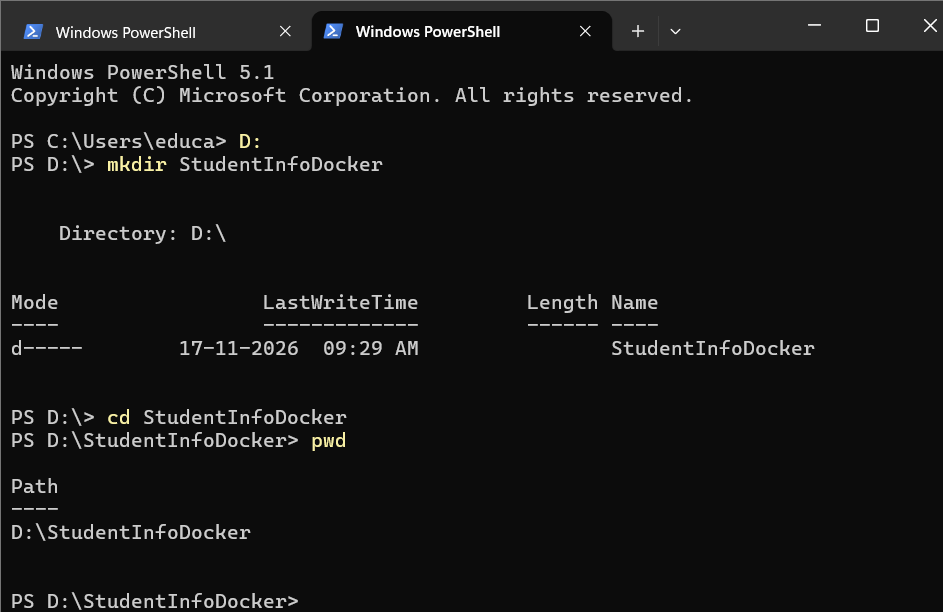 Windows PowerShell
Windows PowerShell
Windows PowerShell 5.1
Copyright (C) Microsoft Corporation. All rights reserved.
PS C:\Users\educa> D:
PS D:\> mkdir StudentInfoDocker
Directory: D:\
Mode LastWriteTime Length Name
---- ------------- ------ ----
d----- 17-11-2026 09:29 AM StudentInfoDocker
PS D:\> cd StudentInfoDocker
PS D:\StudentInfoDocker> pwd
Path
----
D:\StudentInfoDocker
PS D:\StudentInfoDocker>